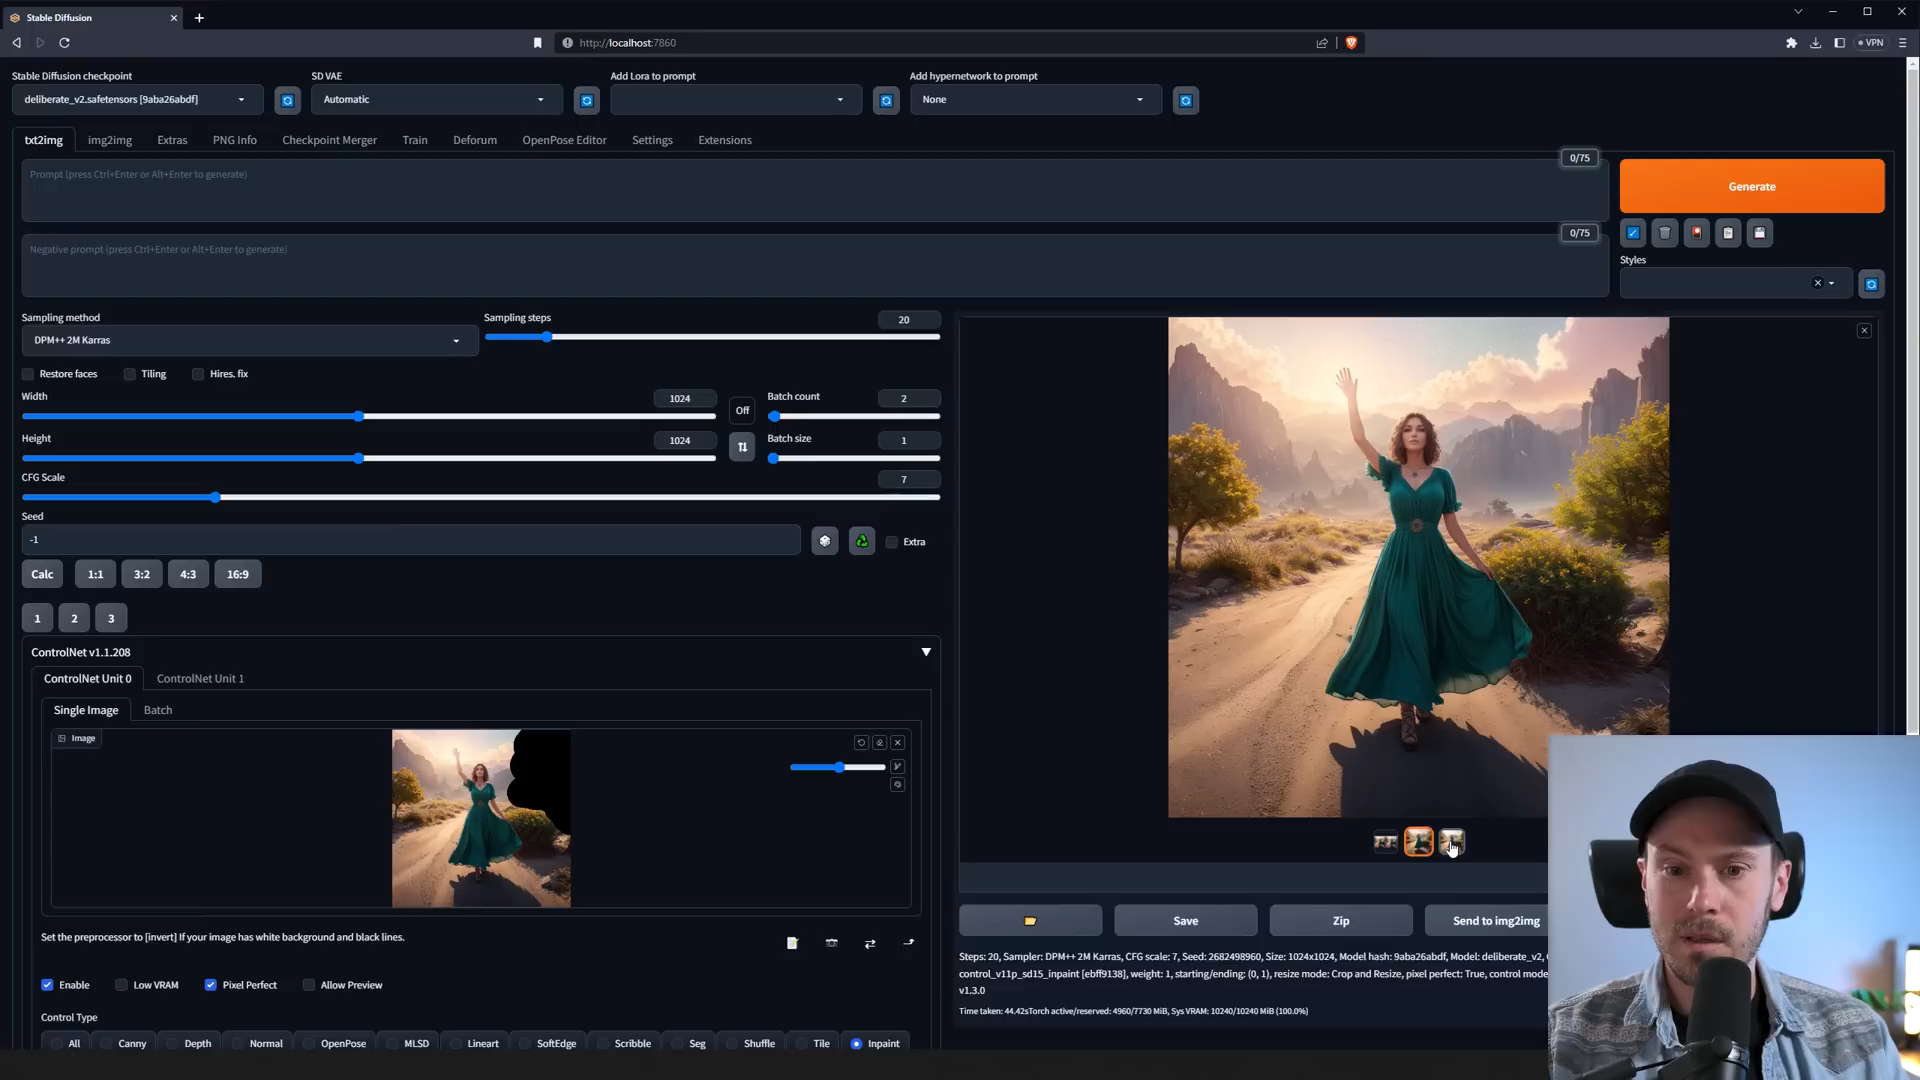 Stable Diffusion
http://localhost:7860
VPN
Stable Diffusion checkpoint
SD VAE
Add Lora to prompt
Add hypernetwork to prompt
deliberate_v2.safetensors [9aba26abdf]
Automatic
None
txt2img
img2img
Extras
PNG Info
Checkpoint Merger
Train
Deforum
OpenPose Editor
Settings
Extensions
Prompt (press Ctrl+Enter or Alt+Enter to generate)
0/75
Generate
Negative prompt (press Ctrl+Enter or Alt+Enter to generate)
0/75
Styles
Sampling method
Sampling steps
20
DPM++ 2M Karras
Restore faces
Tiling
Hires. fix
Width
1024
Off
Batch count
2
Height
1024
Batch size
1
CFG Scale
7
Seed
-1
Extra
Calc
1:1
3:2
4:3
16:9
1
2
3
ControlNet v1.1.208
ControlNet Unit 0
ControlNet Unit 1
Single Image
Batch
Image
Set the preprocessor to [invert] If your image has white background and black lines.
Enable
Low VRAM
Pixel Perfect
Allow Preview
Control Type
All
Canny
Depth
Normal
OpenPose
MLSD
Lineart
SoftEdge
Scribble
Seg
Shuffle
Tile
Inpaint
Save
Zip
Send to img2img
Steps: 20, Sampler: DPM++ 2M Karras, CFG scale: 7, Seed: 2682498960, Size: 1024x1024, Model hash: 9aba26abdf, Model: deliberate_v2,
control_v11p_sd15_inpaint [ebff9138], weight: 1, starting/ending: (0, 1), resize mode: Crop and Resize, pixel perfect: True, control mode
v1.3.0
Time taken: 44.42sTorch active/reserved: 4960/7730 MiB, Sys VRAM: 10240/10240 MiB (100.0%)